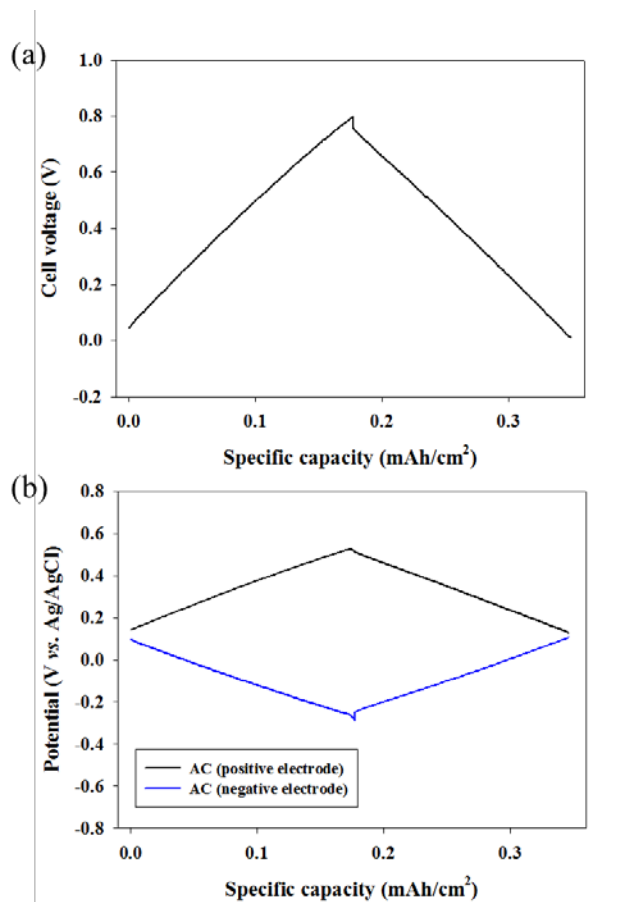 (a)
1.0
0.8
0.6
0.4
0.2
0.0
-0.2
Cell voltage (V)
0.0 0.1 0.2 0.3
Specific capacity (mAh/cm²)
(b)
0.8
0.6
0.4
0.2
0.0
-0.2
-0.4
-0.6
-0.8
Potential (V vs. Ag/AgCl)
AC (positive electrode)
AC (negative electrode)
0.0 0.1 0.2 0.3
Specific capacity (mAh/cm²)